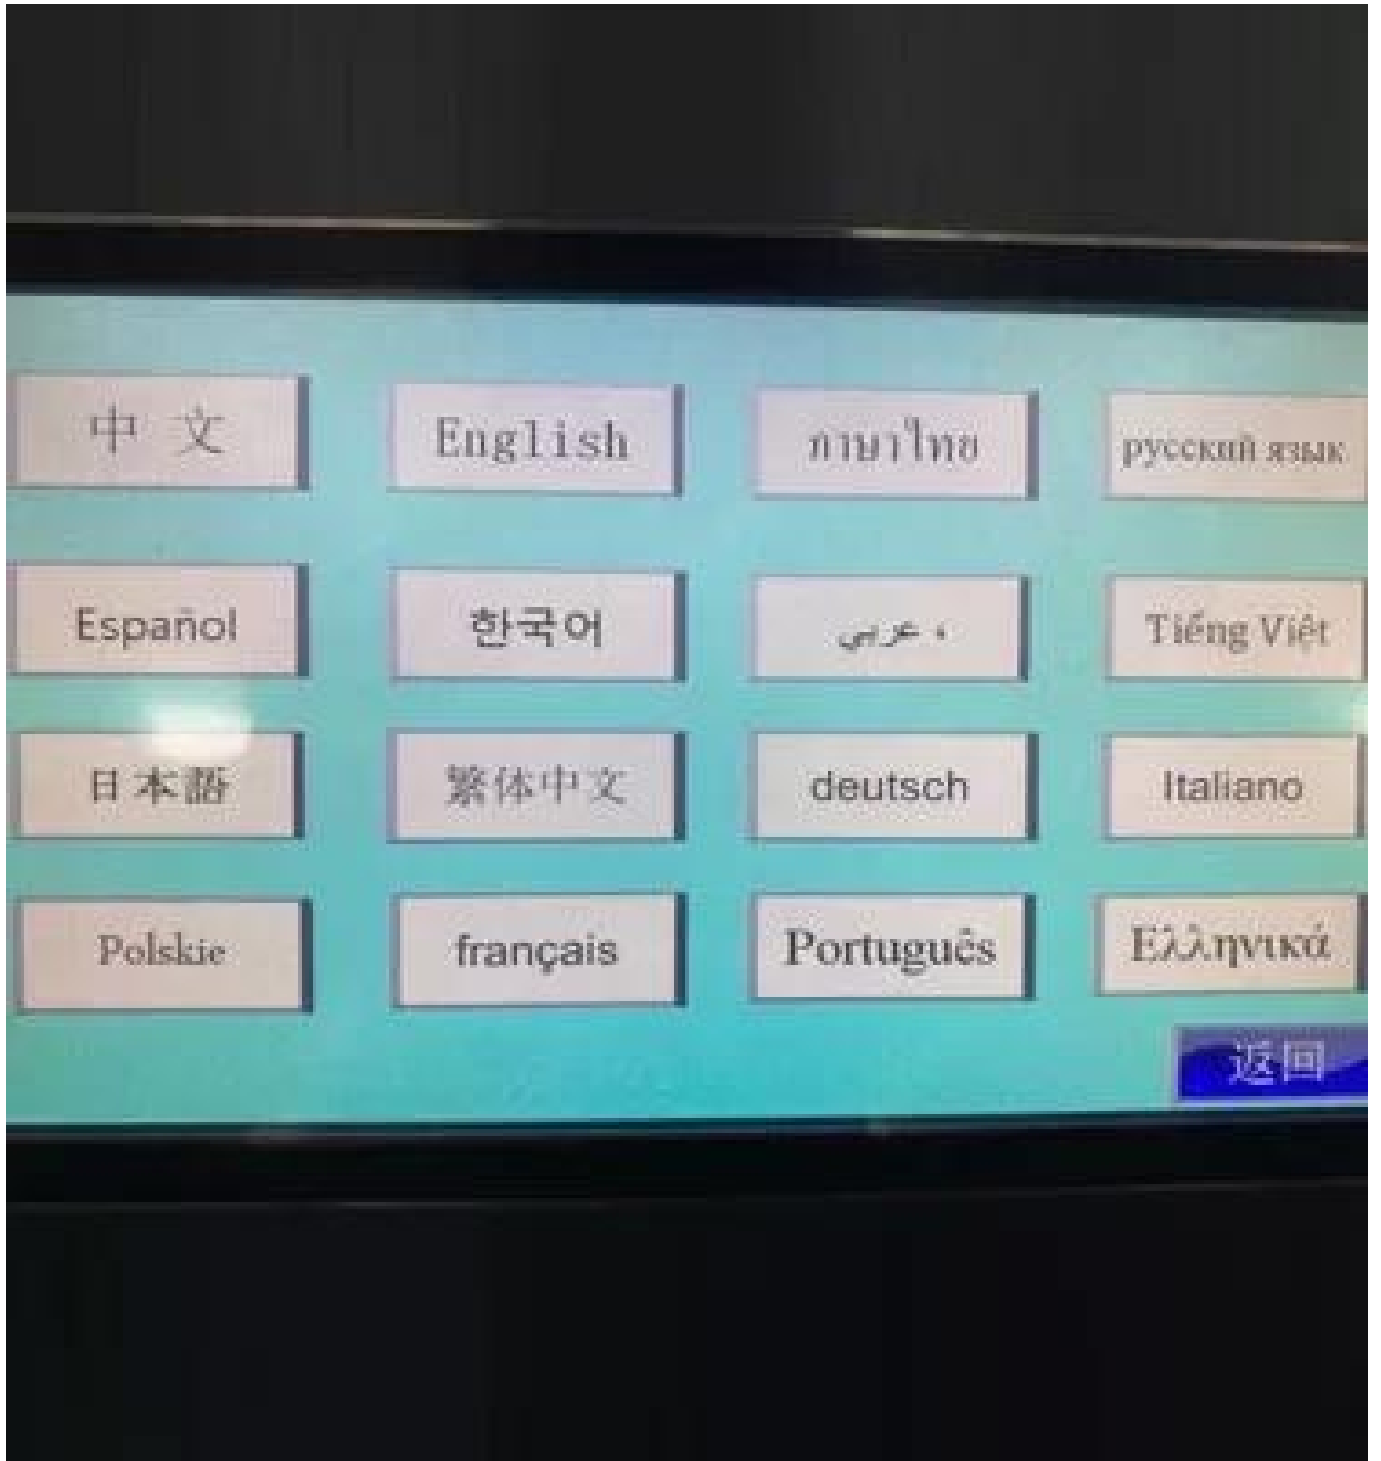 中 文
English
ภาษาไทย
русский язык
Español
한국어
، عربي
Tiếng Việt
日本語
繁体中文
deutsch
Italiano
Polskie
français
Português
Ελληνικά
返回